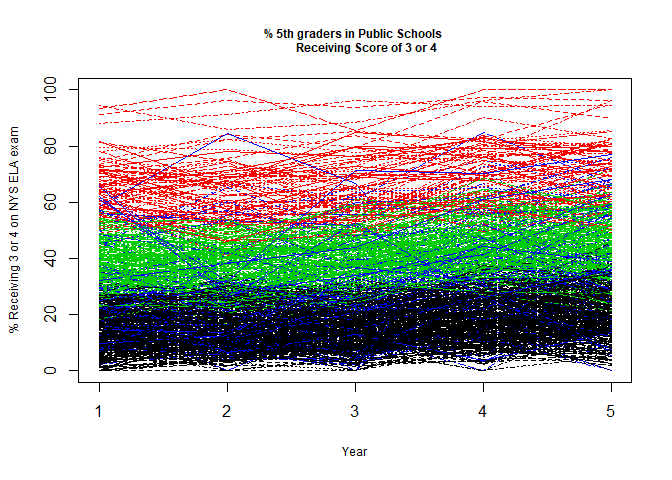 % 5th graders in Public Schools
Receiving Score of 3 or 4
% Receiving 3 or 4 on NYS ELA exam
100
80
60
40
20
0
1 2 3 4 5
Year